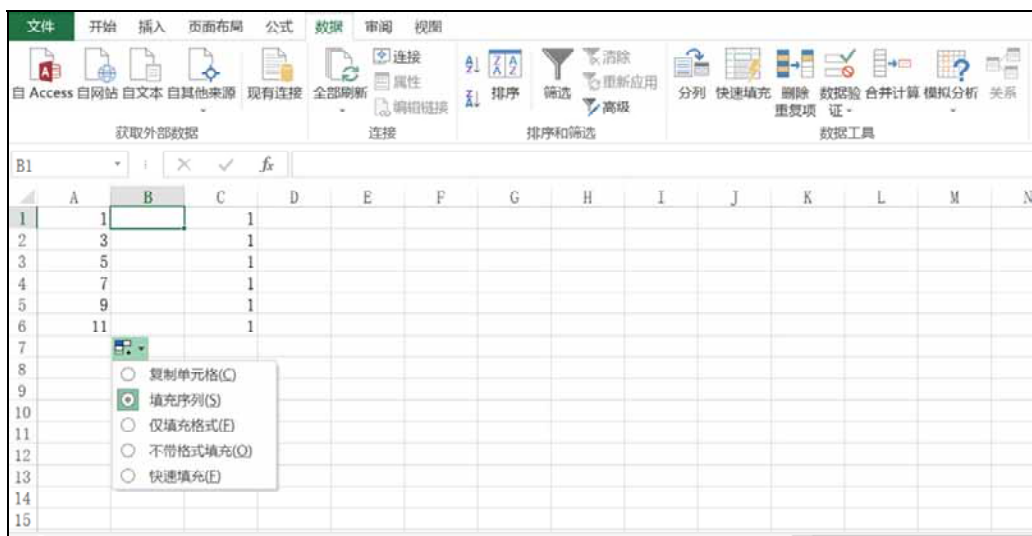 文件 开始 插入 页面布局 公式 数据 审阅 视图
连接 清除
属性 重新应用
编辑链接 高级
自 Access 自网站 自文本 自其他来源 现有连接 全部刷新 排序 筛选 分列 快速填充 删除 重复项 数据验证 合并计算 模拟分析 关系
获取外部数据 连接 排序和筛选 数据工具
B1 fx
A B C D E F G H I J K L M N
1 1 1
2 3 1
3 5 1
4 7 1
5 9 1
6 11 1
7
8 复制单元格(C)
9 填充序列(S)
10
11 仅填充格式(F)
12 不带格式填充(O)
13 快速填充(F)
14
15